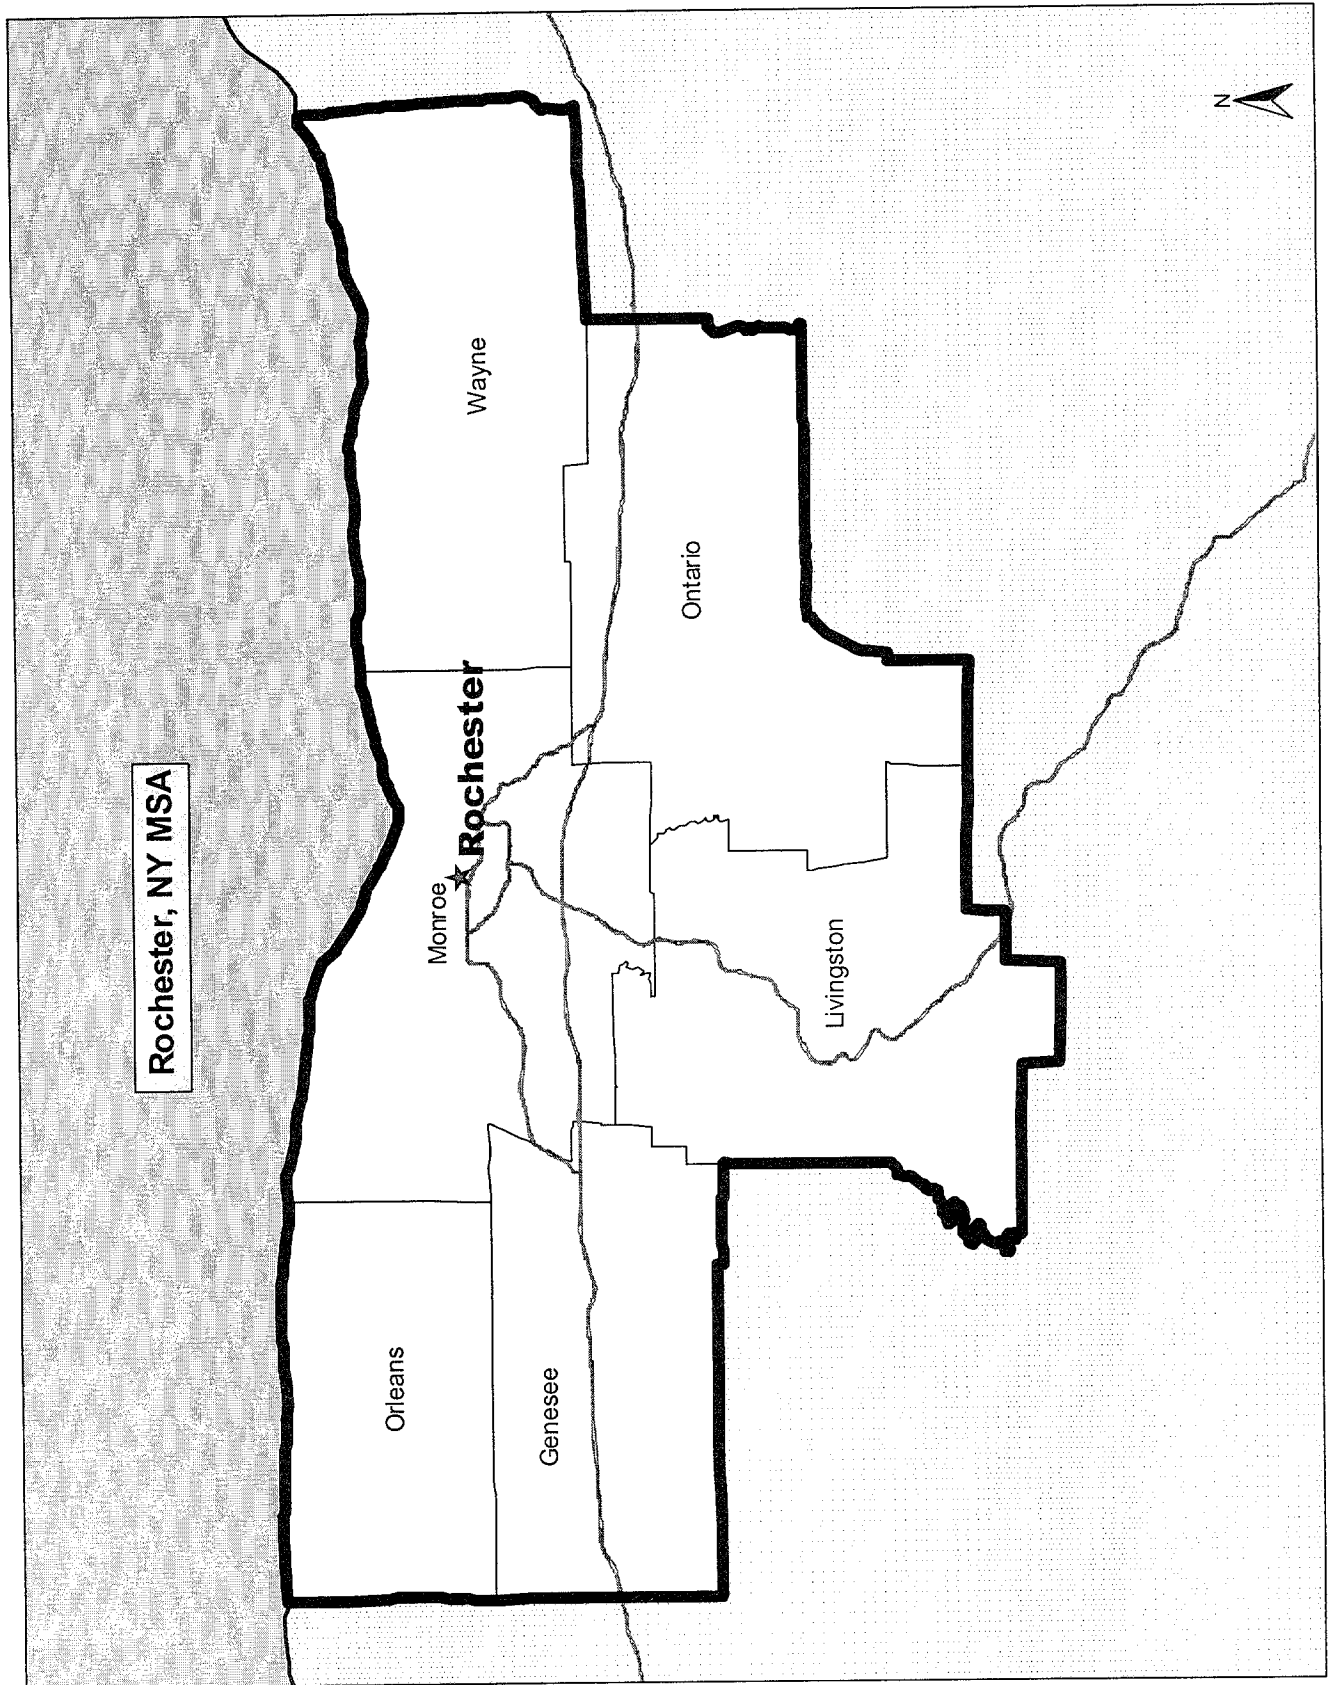 Rochester, NY MSA
Orleans
Monroe
Rochester
Wayne
Genesee
Ontario
Livingston
N